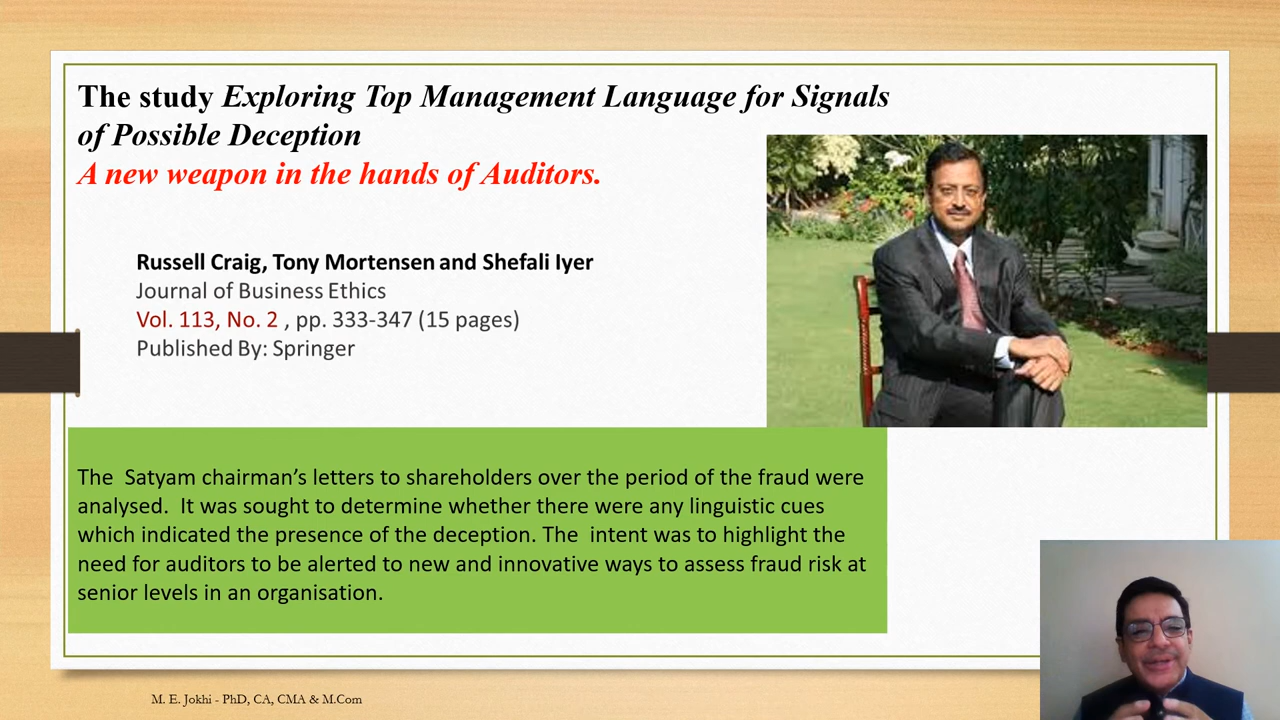 The study Exploring Top Management Language for Signals
of Possible Deception
A new weapon in the hands of Auditors.
Russell Craig, Tony Mortensen and Shefali Iyer
Journal of Business Ethics
Vol. 113, No. 2 , pp. 333-347 (15 pages)
Published By: Springer
The Satyam chairman’s letters to shareholders over the period of the fraud were
analysed. It was sought to determine whether there were any linguistic cues
which indicated the presence of the deception. The intent was to highlight the
need for auditors to be alerted to new and innovative ways to assess fraud risk at
senior levels in an organisation.
M. E. Jokhi - PhD, CA, CMA & M.Com